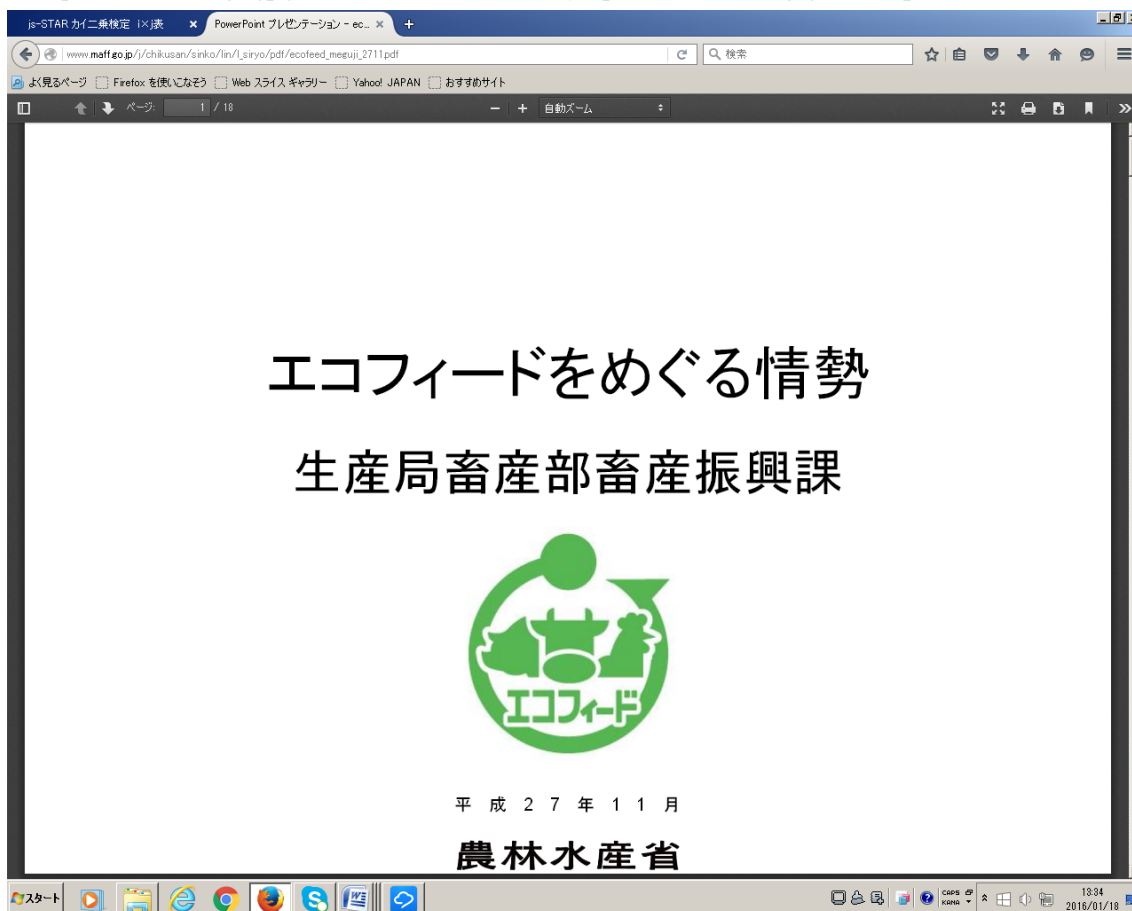 js-STAR カイ二乗検定 i×j表
PowerPoint プレゼンテーション - ec...
www.maff.go.jp/j/chikusan/sinko/lin/l_siryo/pdf/ecofeed_meguji_2711pdf
検索
よく見るページ
Firefox を使いこなそう
Web スライス ギャラリー
Yahoo! JAPAN
おすすめサイト
ページ: 1 / 18
自動ズーム
エコフィードをめぐる情勢
生産局畜産部畜産振興課
エコフィード
平成27年11月
農林水産省
スタート
CAPS
KANA
13:34
2016/01/18